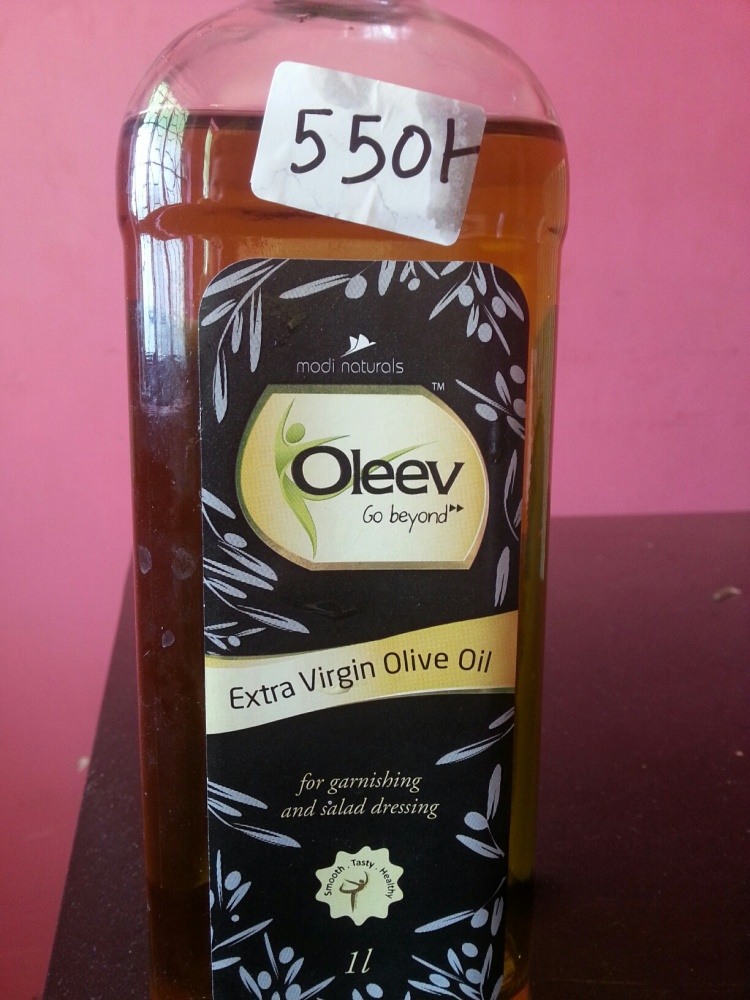 550/-
modi naturals
TM
Oleev
Go beyond
Extra Virgin Olive Oil
for garnishing
and salad dressing
Smooth . Tasty . Healthy
1l